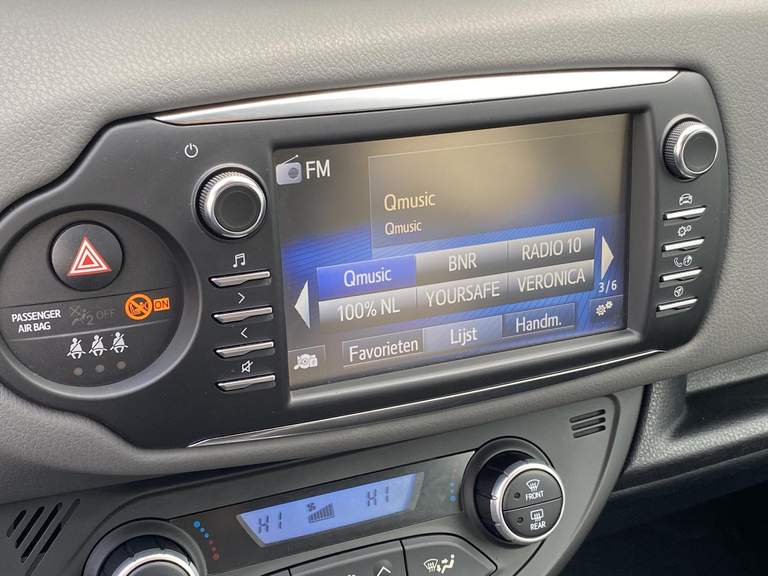 FM
Qmusic
Qmusic
Qmusic BNR RADIO 10
100% NL YOURSAFE VERONICA
3/6
Favorieten Lijst Handm.
PASSENGER
AIR BAG
2 OFF
ON
HI HI
FRONT
REAR